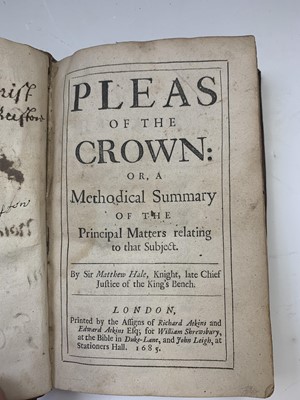 PLEAS
OF THE
CROWN:
OR, A
Methodical Summary
OF THE
Principal Matters relating
to that Subject.
By Sir Matthew Hale, Knight, late Chief
Justice of the King's Bench.
LONDON,
Printed by the Assigns of Richard Atkins and
Edward Atkins Esq; for William Shrewsbury,
at the Bible in Duke-Lane, and John Leigh, at
Stationers Hall. 1685.